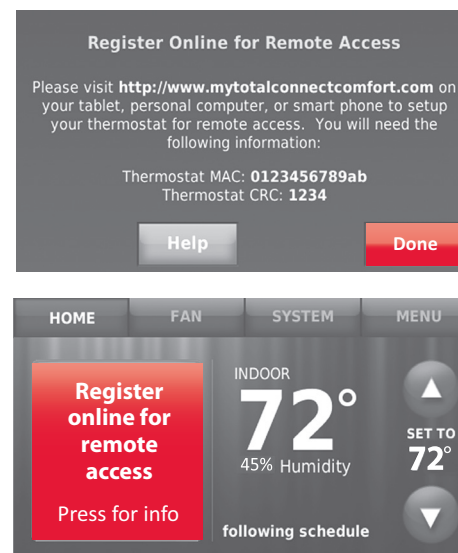 Register Online for Remote Access
Please visit http://www.mytotalconnectcomfort.com on
your tablet, personal computer, or smart phone to setup
your thermostat for remote access. You will need the
following information:
Thermostat MAC: 0123456789ab
Thermostat CRC: 1234
Help
Done
HOME
FAN
SYSTEM
MENU
Register
online for
remote
access
Press for info
INDOOR
72°
45% Humidity
following schedule
SET TO
72°